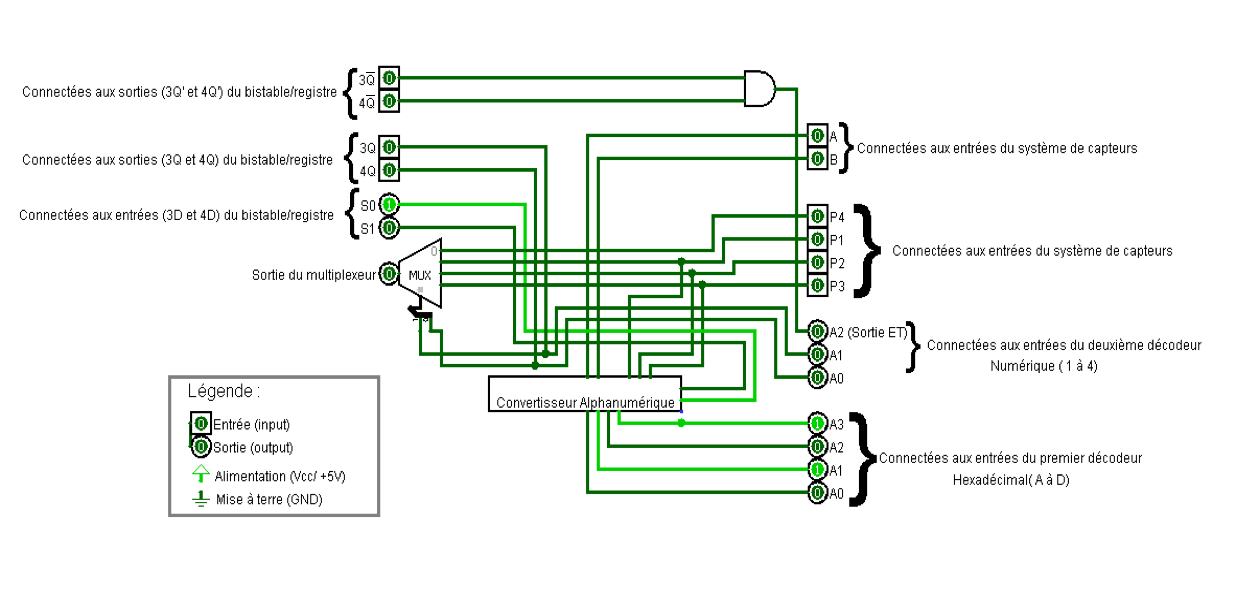 Connectées aux sorties (3Q' et 4Q') du bistable/registre
3Q̅
0
4Q̅
0
Connectées aux sorties (3Q et 4Q) du bistable/registre
3Q
0
4Q
0
Connectées aux entrées (3D et 4D) du bistable/registre
S0
1
S1
0
Sortie du multiplexeur
0
MUX
0
0 A
0 B
Connectées aux entrées du système de capteurs
0 P4
0 P1
0 P2
0 P3
Connectées aux entrées du système de capteurs
0 A2 (Sortie ET)
0 A1
0 A0
Connectées aux entrées du deuxième décodeur
Numérique ( 1 à 4)
Convertisseur Alphanumérique
1 A3
0 A2
1 A1
0 A0
Connectées aux entrées du premier décodeur
Hexadécimal( A à D)
Légende :
0 Entrée (input)
0 Sortie (output)
Alimentation (Vcc/ +5V)
Mise à terre (GND)